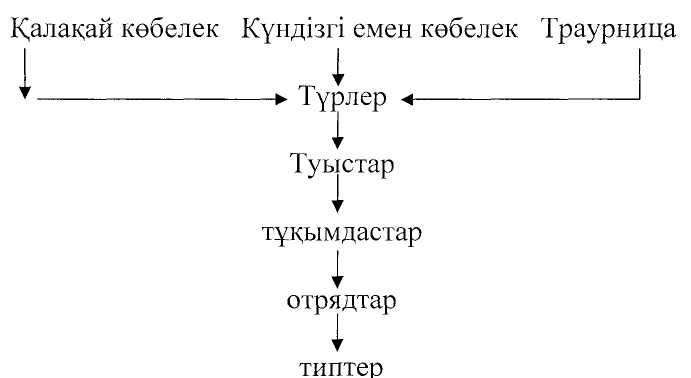 Қалақай көбелек Күндізгі емен көбелек Траурница
Түрлер
Туыстар
тұқымдастар
отрядтар
типтер